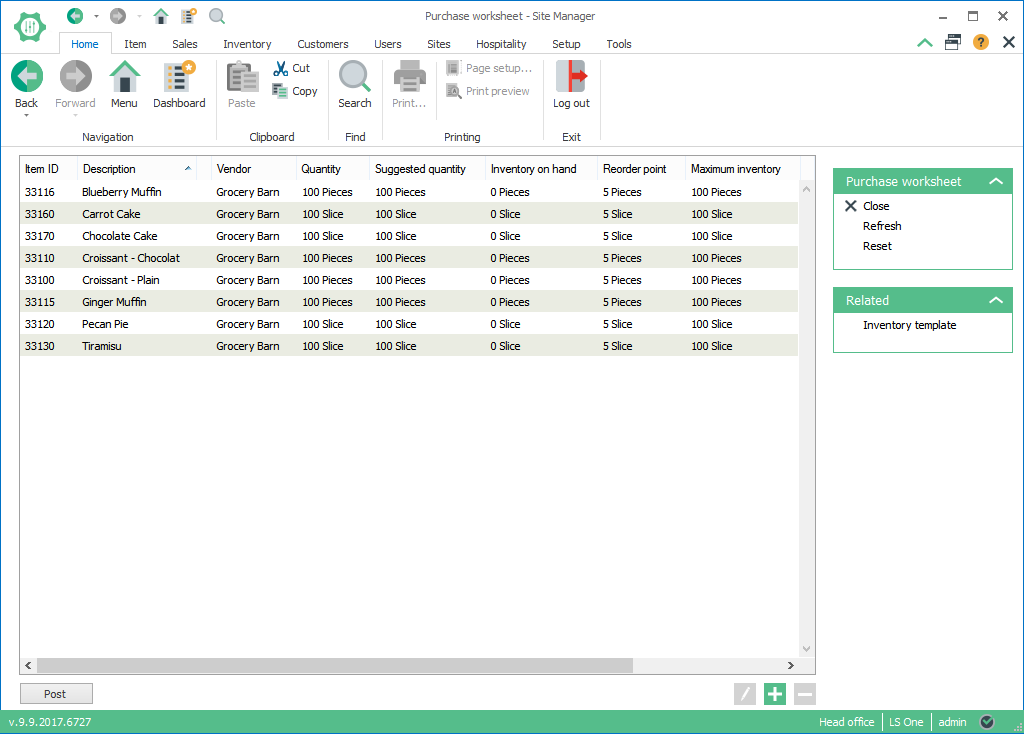 Purchase worksheet - Site Manager
Home Item Sales Inventory Customers Users Sites Hospitality Setup Tools
Back Forward Menu Dashboard Paste Cut Copy Search Print... Page setup... Print preview Log out
Navigation Clipboard Find Printing Exit
Item ID Description Vendor Quantity Suggested quantity Inventory on hand Reorder point Maximum inventory
33116 Blueberry Muffin Grocery Barn 100 Pieces 100 Pieces 0 Pieces 5 Pieces 100 Pieces
33160 Carrot Cake Grocery Barn 100 Slice 100 Slice 0 Slice 5 Slice 100 Slice
33170 Chocolate Cake Grocery Barn 100 Slice 100 Slice 0 Slice 5 Slice 100 Slice
33110 Croissant - Chocolat Grocery Barn 100 Pieces 100 Pieces 0 Pieces 5 Pieces 100 Pieces
33100 Croissant - Plain Grocery Barn 100 Pieces 100 Pieces 0 Pieces 5 Pieces 100 Pieces
33115 Ginger Muffin Grocery Barn 100 Pieces 100 Pieces 0 Pieces 5 Pieces 100 Pieces
33120 Pecan Pie Grocery Barn 100 Slice 100 Slice 0 Slice 5 Slice 100 Slice
33130 Tiramisu Grocery Barn 100 Slice 100 Slice 0 Slice 5 Slice 100 Slice
Purchase worksheet
Close
Refresh
Reset
Related
Inventory template
Post
v.9.9.2017.6727 Head office LS One admin